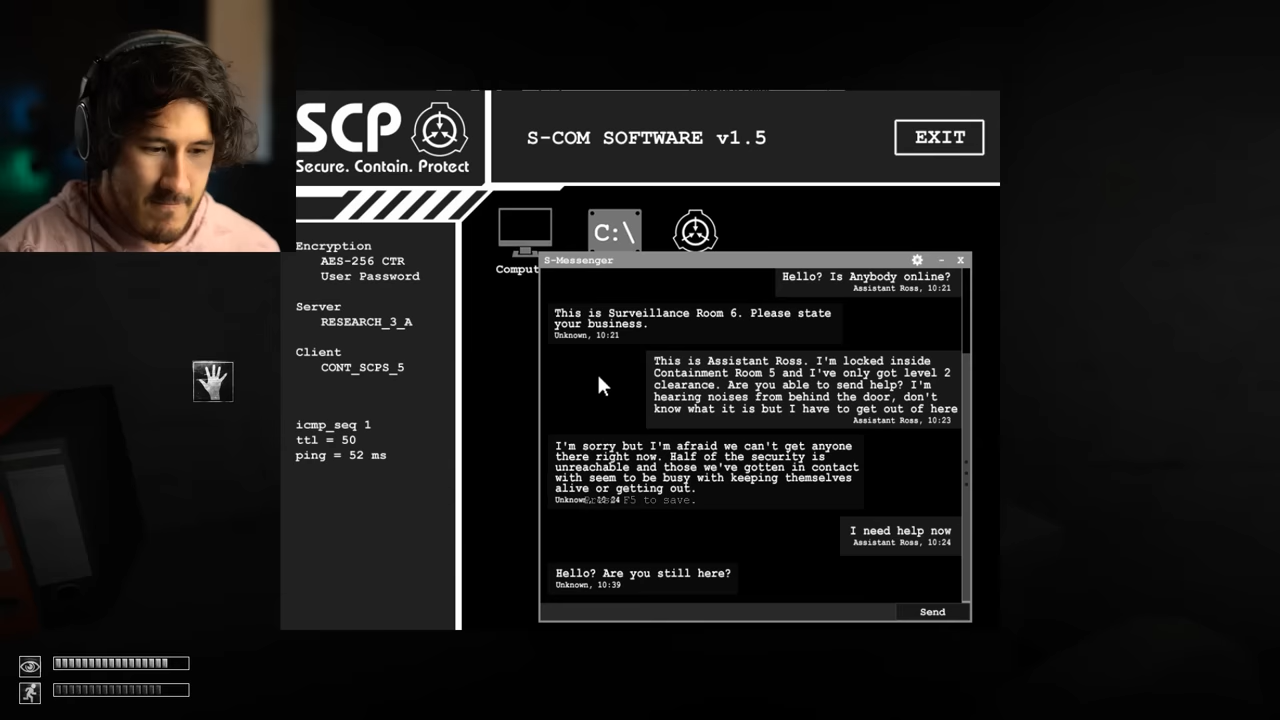 SCP
Secure. Contain. Protect
S-COM SOFTWARE v1.5
EXIT
Encryption
AES-256 CTR
User Password
Server
RESEARCH_3_A
Client
CONT_SCPS_5
icmp_seq 1
ttl = 50
ping = 52 ms
C:\
Comput
S-Messenger
- X
Hello? Is Anybody online?
Assistant Ross, 10:21
This is Surveillance Room 6. Please state
your business.
Unknown, 10:21
This is Assistant Ross. I'm locked inside
Containment Room 5 and I've only got level 2
clearance. Are you able to send help? I'm
hearing noises from behind the door, don't
know what it is but I have to get out of here
Assistant Ross, 10:23
I'm sorry but I'm afraid we can't get anyone
there right now. Half of the security is
unreachable and those we've gotten in contact
with seem to be busy with keeping themselves
alive or getting out.
Unknown, 10:24
F5 to save.
I need help now
Assistant Ross, 10:24
Hello? Are you still here?
Unknown, 10:39
Send